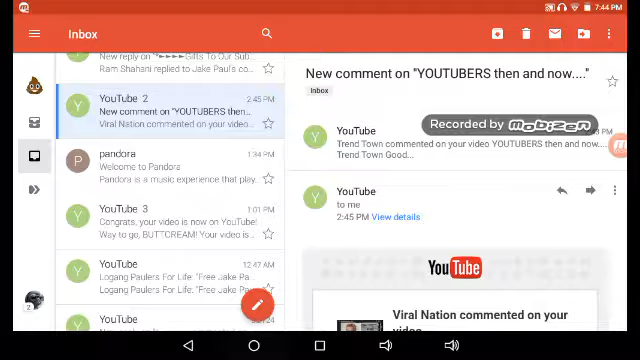 7:44 PM
Inbox
New reply on "►►►►Gifts To Our Sub...
Ram Shahani replied to Jake Paul's co...
YouTube 2
2:45 PM
New comment on "YOUTUBERS then...
Viral Nation commented on your video...
pandora
1:34 PM
Welcome to Pandora
Pandora is a music experience that play...
YouTube 3
1:01 PM
Congrats, your video is now on YouTube!
Way to go, BUTTCREAM! Your video is...
YouTube
12:47 AM
Logang Paulers For Life: "Free Jake Pa...
Logang Paulers For Life: "Free Jake Pa...
YouTube
2
New comment on "YOUTUBERS then and now...."
Inbox
Recorded by mobizen
YouTube
Trend Town commented on your video YOUTUBERS then and now....
Trend Town Good...
YouTube
to me
2:45 PM View details
YouTube
Viral Nation commented on your
video